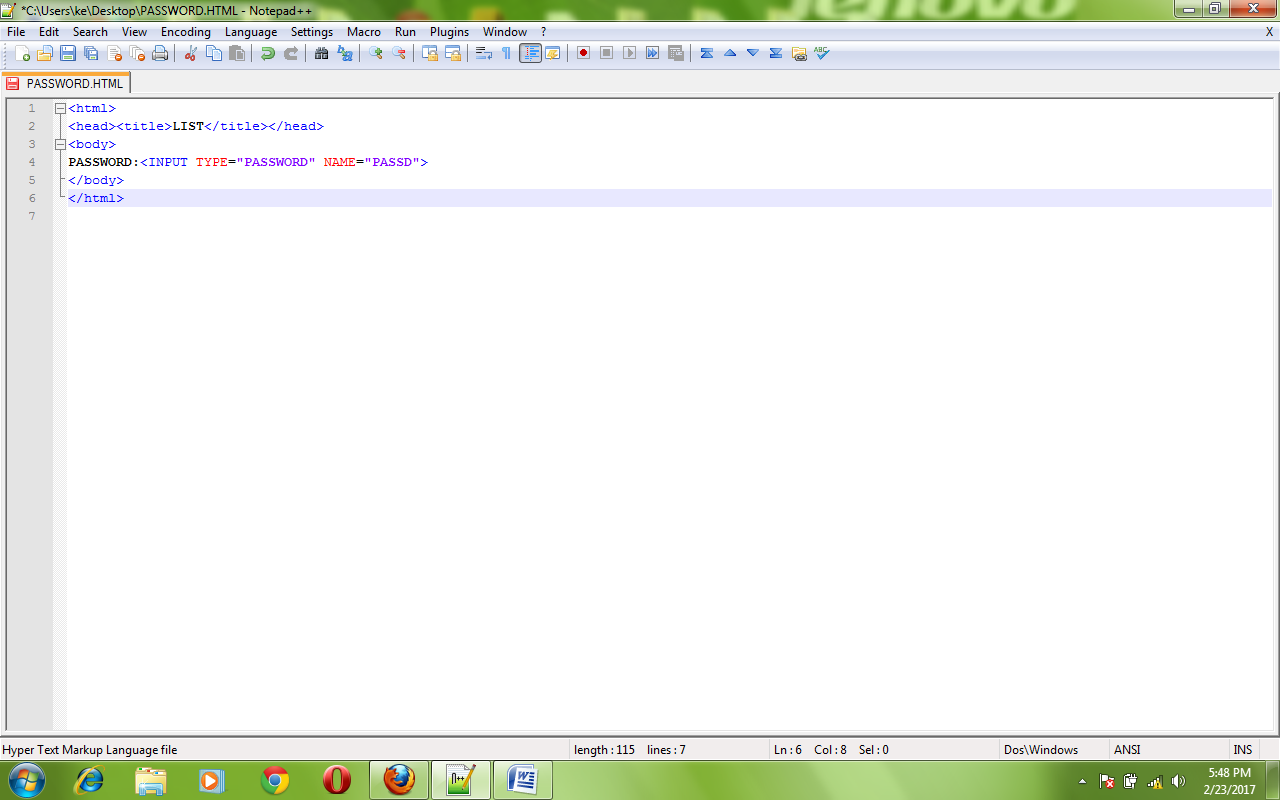 *C:\Users\ke\Desktop\PASSWORD.HTML - Notepad++
File Edit Search View Encoding Language Settings Macro Run Plugins Window ? X
PASSWORD.HTML
1 <html>
2 <head><title>LIST</title></head>
3 <body>
4 PASSWORD:<INPUT TYPE="PASSWORD" NAME="PASSD">
5 </body>
6 </html>
7
Hyper Text Markup Language file length : 115 lines : 7 Ln : 6 Col : 8 Sel : 0 Dos\Windows ANSI INS
5:48 PM
2/23/2017